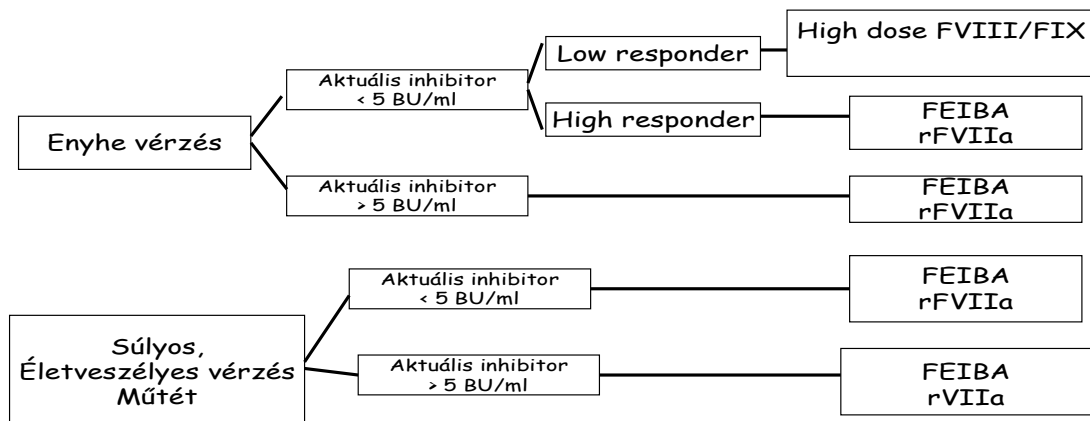 Enyhe vérzés
Aktuális inhibitor
< 5 BU/ml
Low responder
High dose FVIII/FIX
High responder
FEIBA
rFVIIa
Aktuális inhibitor
> 5 BU/ml
FEIBA
rFVIIa
Súlyos,
Életveszélyes vérzés
Műtét
Aktuális inhibitor
< 5 BU/ml
FEIBA
rFVIIa
Aktuális inhibitor
> 5 BU/ml
FEIBA
rVIIa